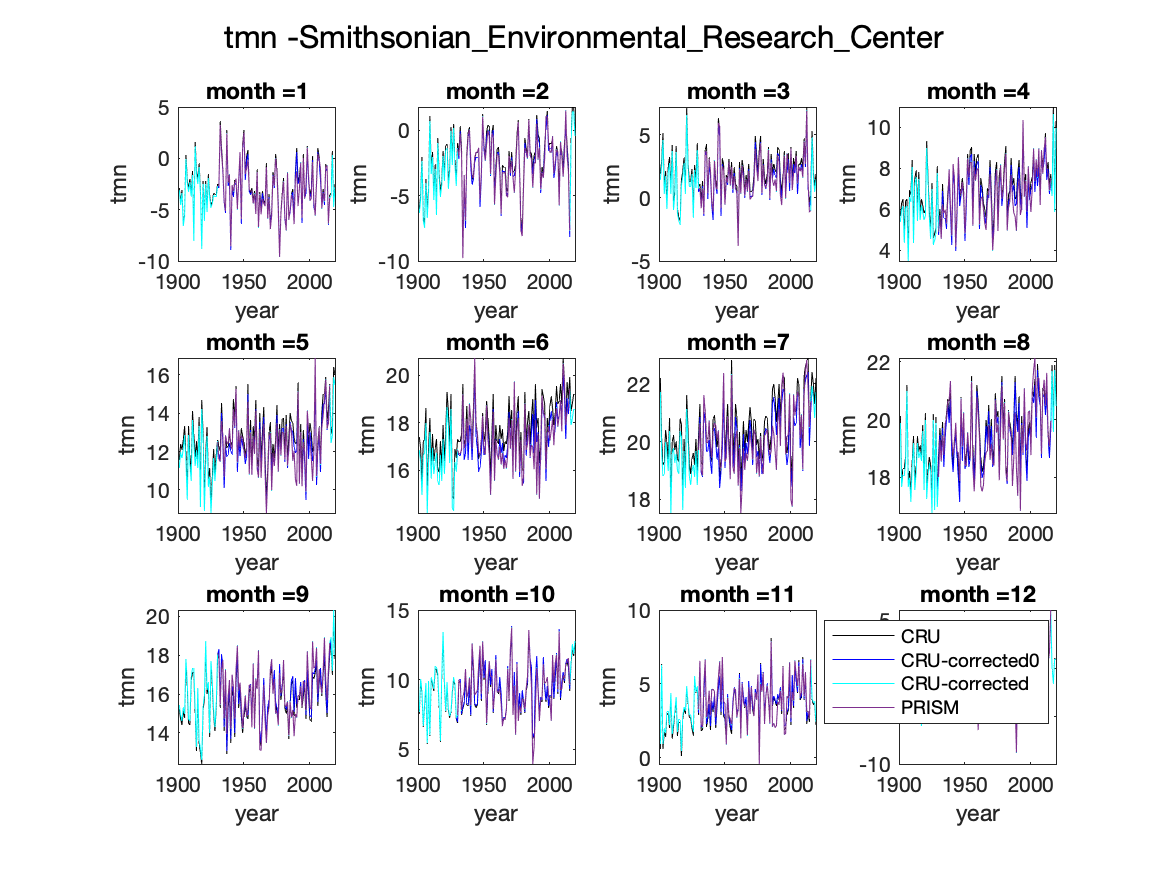 tmn -Smithsonian_Environmental_Research_Center
month =1
month =2
month =3
month =4
5
0
-5
-10
tmn
1900 1950 2000
year
0
-5
-10
tmn
1900 1950 2000
year
5
0
-5
tmn
1900 1950 2000
year
10
8
6
4
tmn
1900 1950 2000
year
month =5
month =6
month =7
month =8
16
14
12
10
tmn
1900 1950 2000
year
20
18
16
tmn
1900 1950 2000
year
22
20
18
tmn
1900 1950 2000
year
22
20
18
tmn
1900 1950 2000
year
month =9
month =10
month =11
month =12
20
18
16
14
tmn
1900 1950 2000
year
15
10
5
tmn
1900 1950 2000
year
10
5
0
tmn
1900 1950 2000
year
CRU
CRU-corrected0
CRU-corrected
PRISM
-10
1900 1950 2000
year